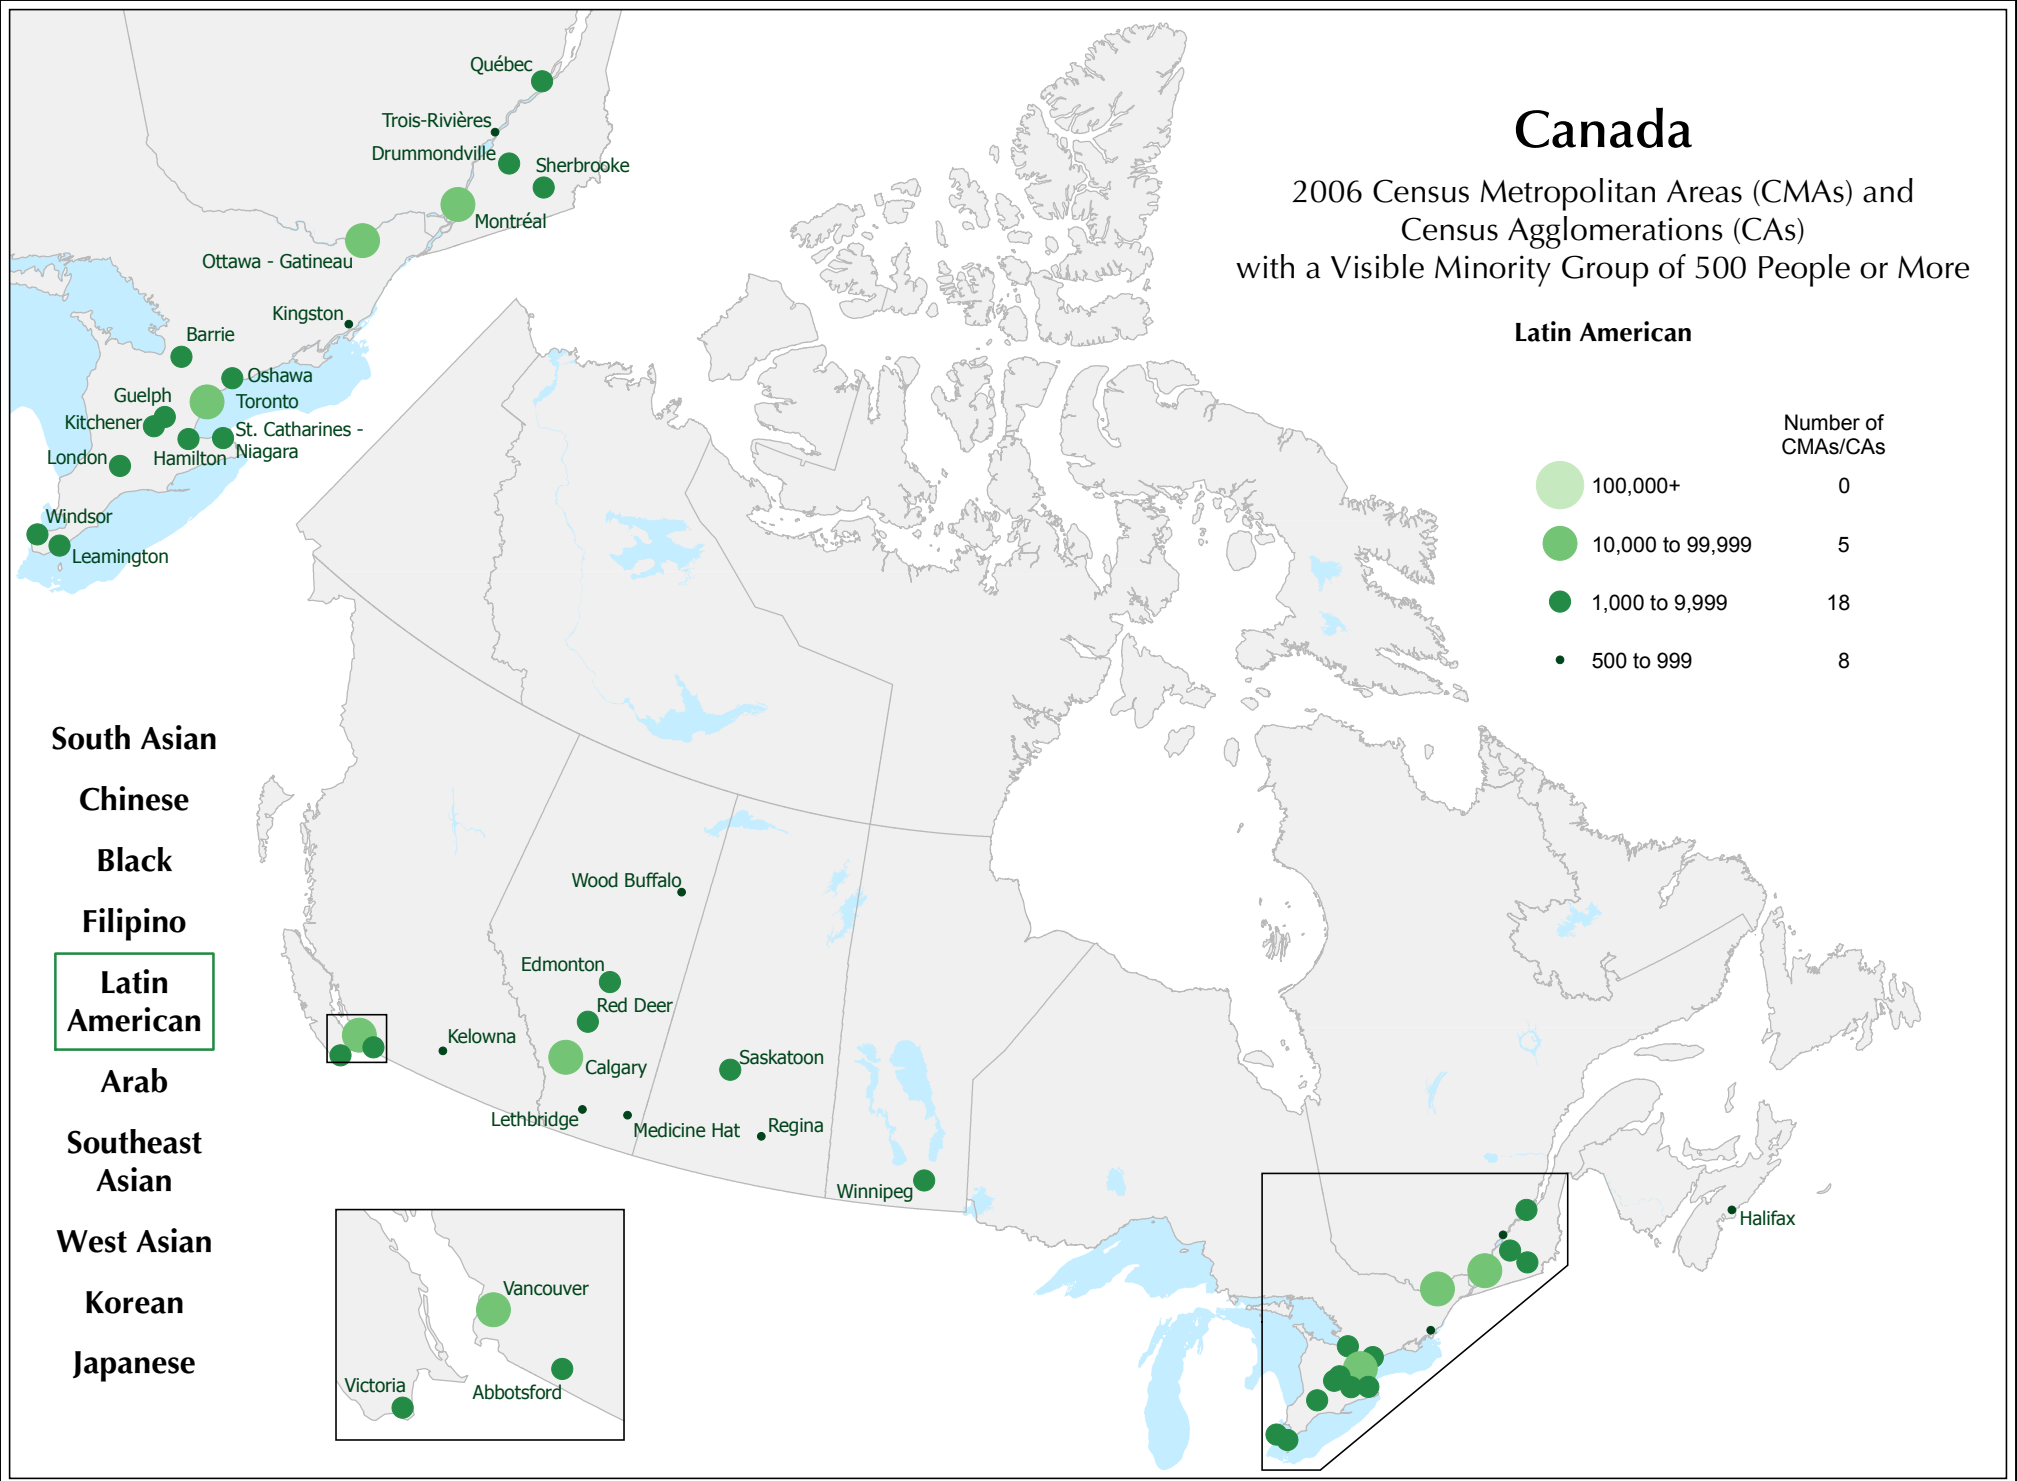 Canada
2006 Census Metropolitan Areas (CMAs) and
Census Agglomerations (CAs)
with a Visible Minority Group of 500 People or More
Latin American
Number of
CMAs/CAs
100,000+ 0
10,000 to 99,999 5
1,000 to 9,999 18
500 to 999 8
Québec
Trois-Rivières
Drummondville
Sherbrooke
Montréal
Ottawa - Gatineau
Kingston
Barrie
Oshawa
Guelph
Toronto
Kitchener
St. Catharines -
Niagara
London
Hamilton
Windsor
Leamington
South Asian
Chinese
Black
Filipino
Latin
American
Arab
Southeast
Asian
West Asian
Korean
Japanese
Wood Buffalo
Edmonton
Red Deer
Kelowna
Calgary
Saskatoon
Lethbridge
Medicine Hat
Regina
Winnipeg
Halifax
Vancouver
Victoria
Abbotsford